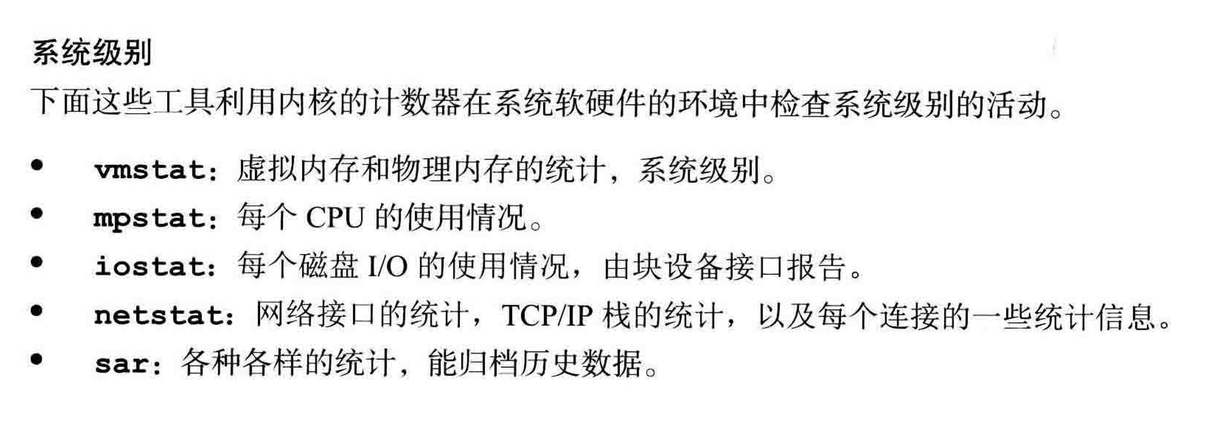 系统级别
下面这些工具利用内核的计数器在系统软硬件的环境中检查系统级别的活动。
• vmstat：虚拟内存和物理内存的统计，系统级别。
• mpstat：每个 CPU 的使用情况。
• iostat：每个磁盘 I/O 的使用情况，由块设备接口报告。
• netstat：网络接口的统计，TCP/IP 栈的统计，以及每个连接的一些统计信息。
• sar：各种各样的统计，能归档历史数据。